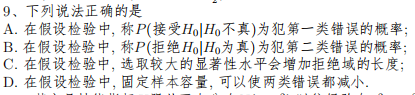 9、下列说法正确的是
A. 在假设检验中, 称P(接受H₀|H₀不真)为犯第一类错误的概率;
B. 在假设检验中, 称P(拒绝H₀|H₀为真)为犯第二类错误的概率;
C. 在假设检验中, 选取较大的显著性水平会增加拒绝域的长度;
D. 在假设检验中, 固定样本容量, 可以使两类错误都减小.